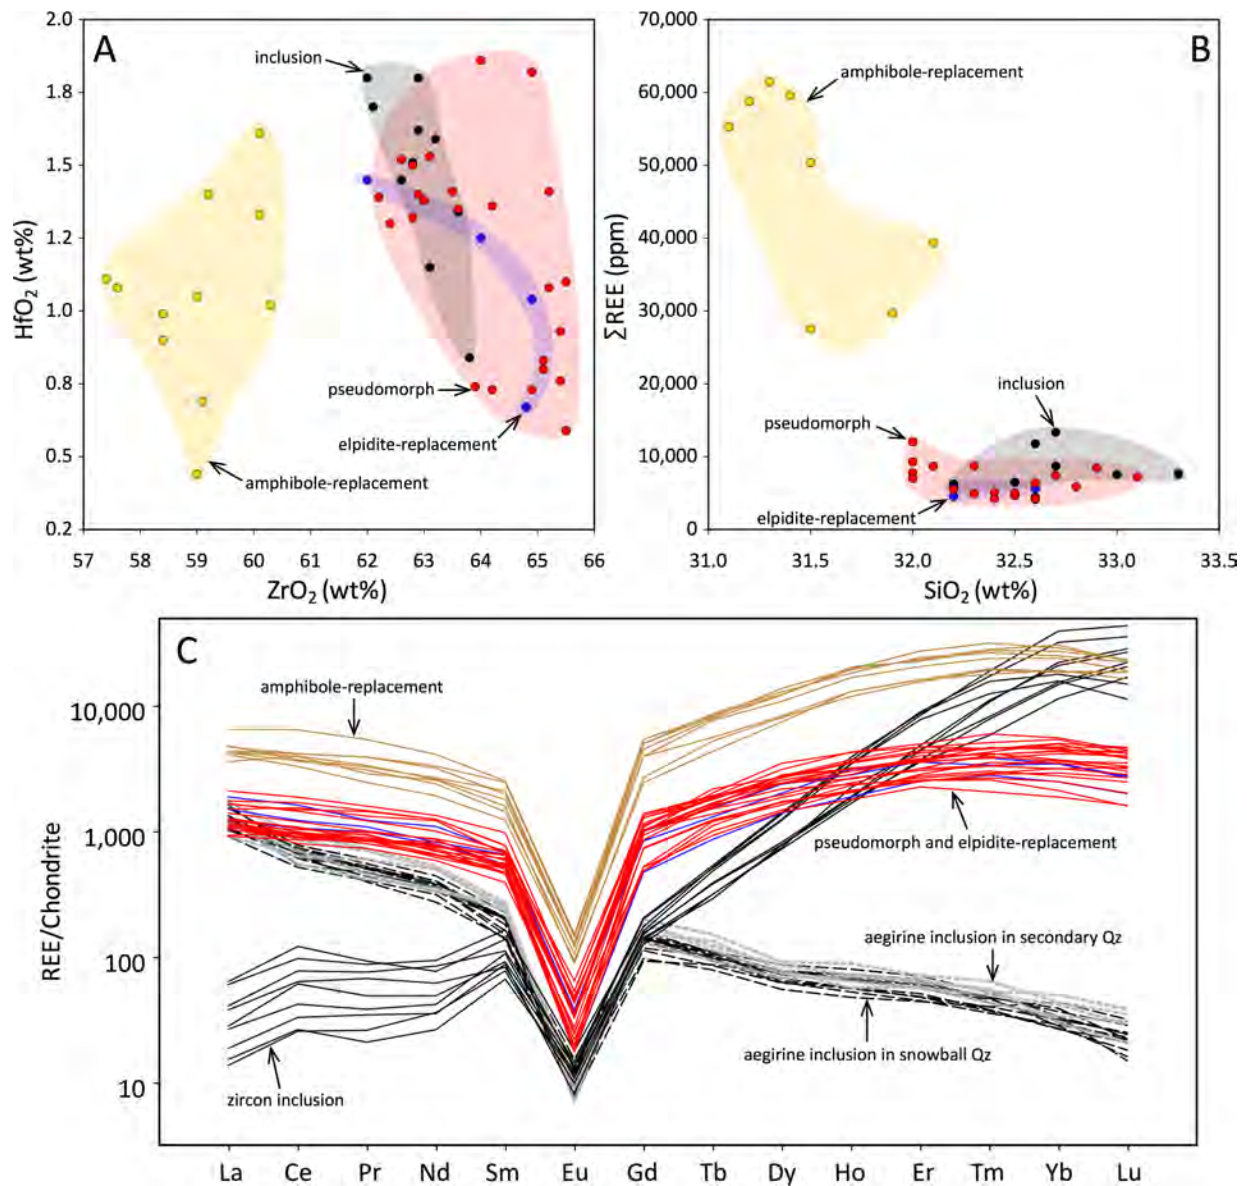 A
2.0
1.8
1.5
1.2
1.0
0.8
0.5
0.2
HfO₂ (wt%)
inclusion
pseudomorph
elpidite-replacement
amphibole-replacement
57 58 59 60 61 62 63 64 65 66
ZrO₂ (wt%)
B
70,000
60,000
50,000
40,000
30,000
20,000
10,000
0
ΣREE (ppm)
amphibole-replacement
inclusion
pseudomorph
elpidite-replacement
31.0 31.5 32.0 32.5 33.0 33.5
SiO₂ (wt%)
C
10,000
1,000
100
10
REE/Chondrite
amphibole-replacement
pseudomorph and elpidite-replacement
aegirine inclusion in secondary Qz
aegirine inclusion in snowball Qz
zircon inclusion
La Ce Pr Nd Sm Eu Gd Tb Dy Ho Er Tm Yb Lu